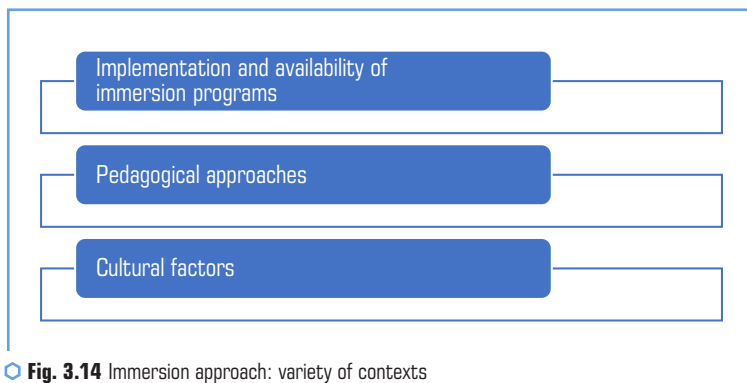 Implementation and availability of
immersion programs
Pedagogical approaches
Cultural factors
Fig. 3.14 Immersion approach: variety of contexts